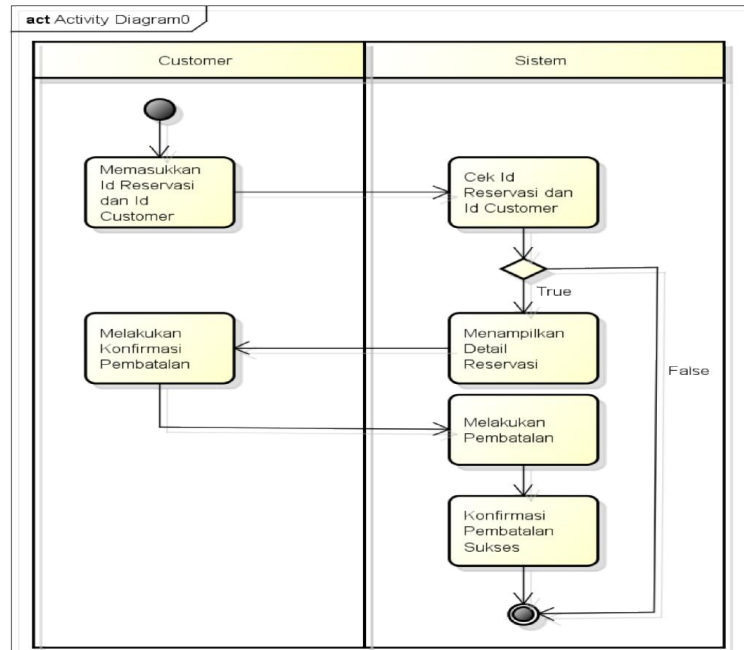 act Activity Diagram0
Customer
Sistem
Memasukkan
Id Reservasi
dan Id
Customer
Cek Id
Reservasi dan
Id Customer
True
Melakukan
Konfirmasi
Pembatalan
Menampilkan
Detail
Reservasi
False
Melakukan
Pembatalan
Konfirmasi
Pembatalan
Sukses